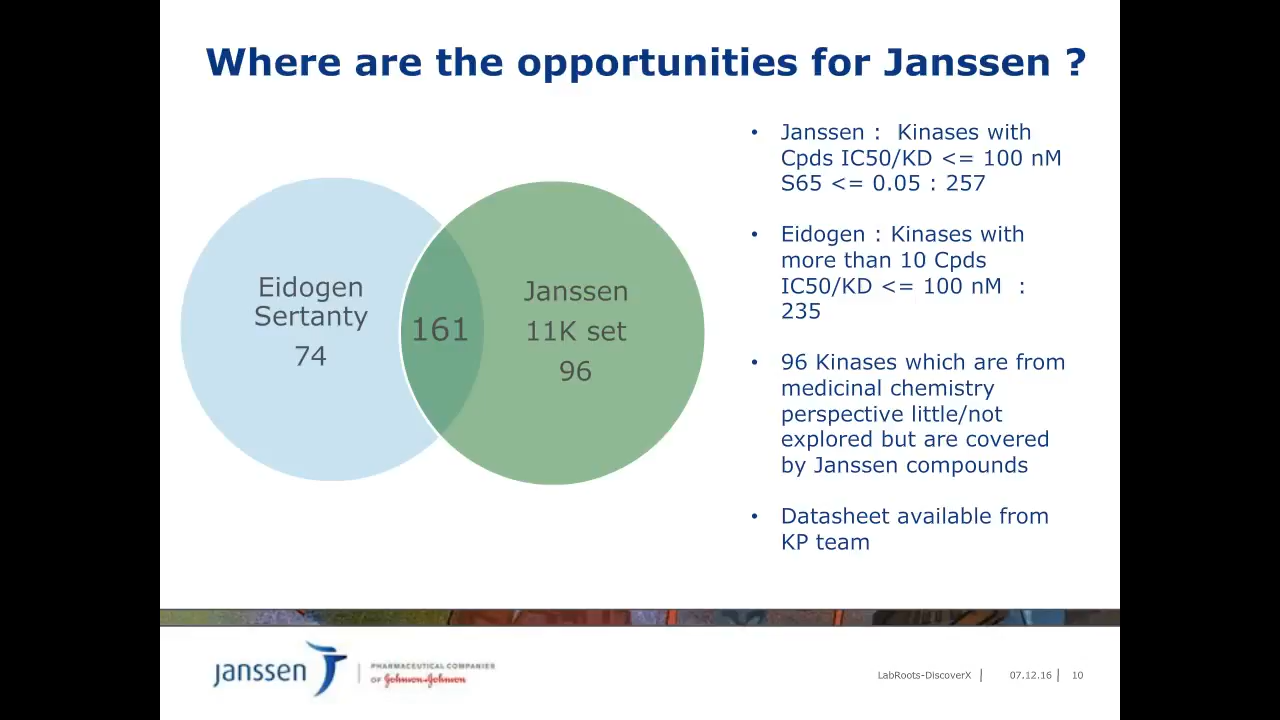 Where are the opportunities for Janssen ?
Eidogen
Sertanty
74
161
Janssen
11K set
96
• Janssen : Kinases with
Cpds IC50/KD <= 100 nM
S65 <= 0.05 : 257
• Eidogen : Kinases with
more than 10 Cpds
IC50/KD <= 100 nM :
235
• 96 Kinases which are from
medicinal chemistry
perspective little/not
explored but are covered
by Janssen compounds
• Datasheet available from
KP team
janssen
PHARMACEUTICAL COMPANIES
OF Johnson-Johnson
LabRoots-DiscoverX | 07.12.16 | 10